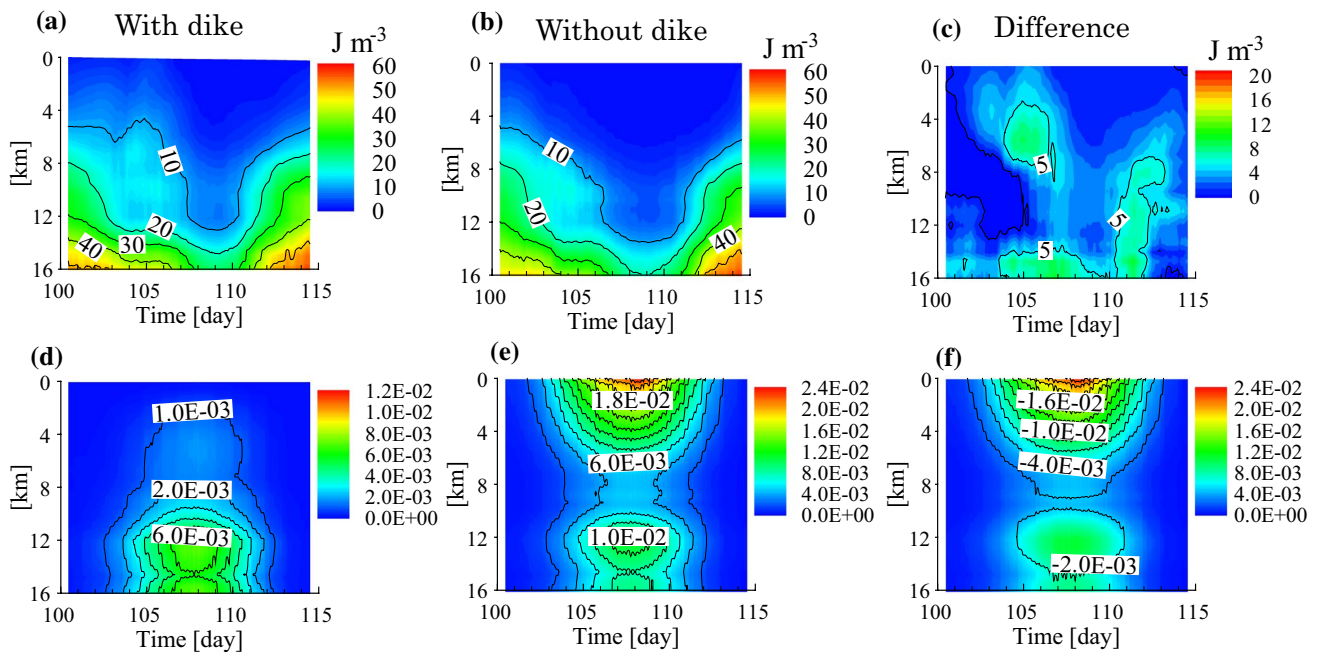 (a) With dike
J m-3
0
4
8
12
16
[km]
10
20
30
40
100 105 110 115
Time [day]
60
50
40
30
20
10
0
(b) Without dike
J m-3
0
4
8
12
16
[km]
10
20
40
100 105 110 115
Time [day]
60
50
40
30
20
10
0
(c) Difference
J m-3
0
4
8
12
16
[km]
5
5
5
100 105 110 115
Time [day]
20
16
12
8
4
0
(d)
0
4
8
12
16
[km]
1.0E-03
2.0E-03
6.0E-03
100 105 110 115
Time [day]
1.2E-02
1.0E-02
8.0E-03
6.0E-03
4.0E-03
2.0E-03
0.0E+00
(e)
0
4
8
12
16
[km]
1.8E-02
6.0E-03
1.0E-02
100 105 110 115
Time [day]
2.4E-02
2.0E-02
1.6E-02
1.2E-02
8.0E-03
4.0E-03
0.0E+00
(f)
0
4
8
12
16
[km]
-1.6E-02
-1.0E-02
-4.0E-03
-2.0E-03
100 105 110 115
Time [day]
2.4E-02
2.0E-02
1.6E-02
1.2E-02
8.0E-03
4.0E-03
0.0E+00